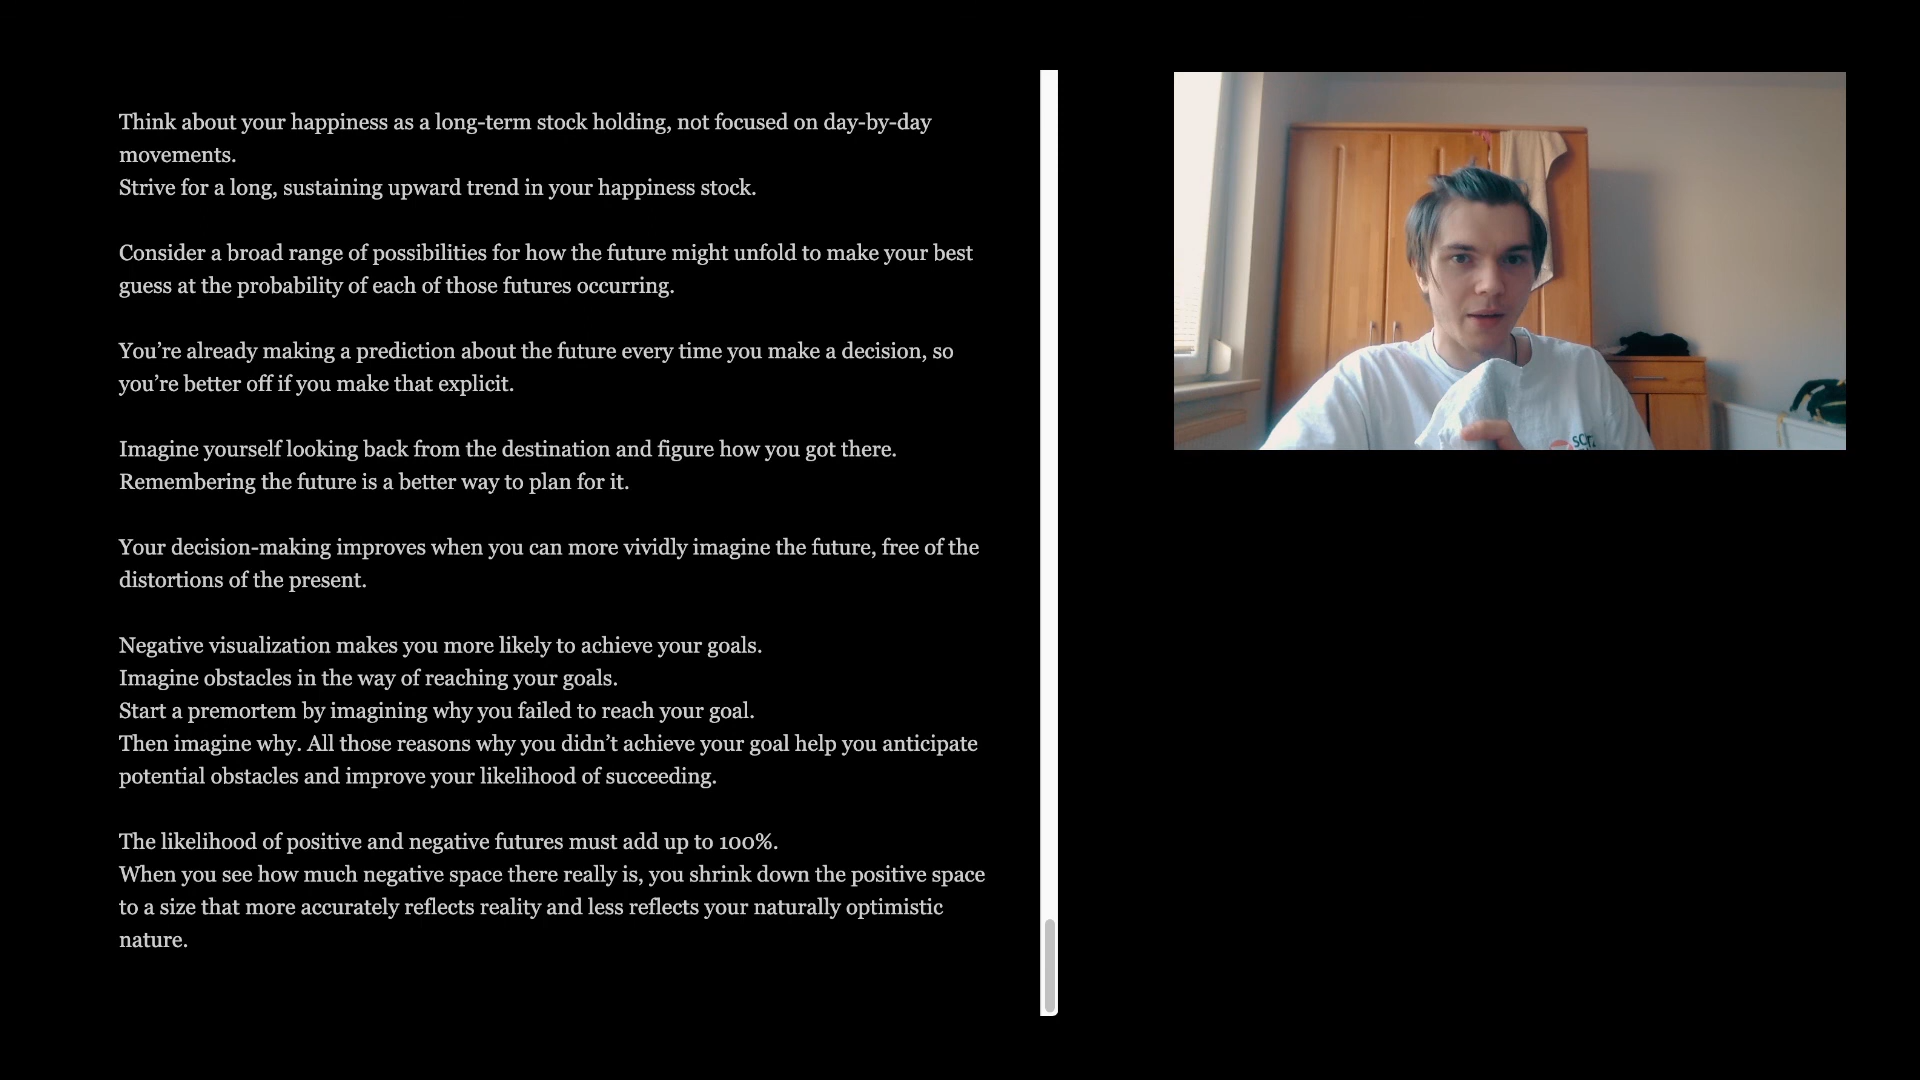 Think about your happiness as a long-term stock holding, not focused on day-by-day
movements.
Strive for a long, sustaining upward trend in your happiness stock.
Consider a broad range of possibilities for how the future might unfold to make your best
guess at the probability of each of those futures occurring.
You’re already making a prediction about the future every time you make a decision, so
you’re better off if you make that explicit.
Imagine yourself looking back from the destination and figure how you got there.
Remembering the future is a better way to plan for it.
Your decision-making improves when you can more vividly imagine the future, free of the
distortions of the present.
Negative visualization makes you more likely to achieve your goals.
Imagine obstacles in the way of reaching your goals.
Start a premortem by imagining why you failed to reach your goal.
Then imagine why. All those reasons why you didn’t achieve your goal help you anticipate
potential obstacles and improve your likelihood of succeeding.
The likelihood of positive and negative futures must add up to 100%.
When you see how much negative space there really is, you shrink down the positive space
to a size that more accurately reflects reality and less reflects your naturally optimistic
nature.